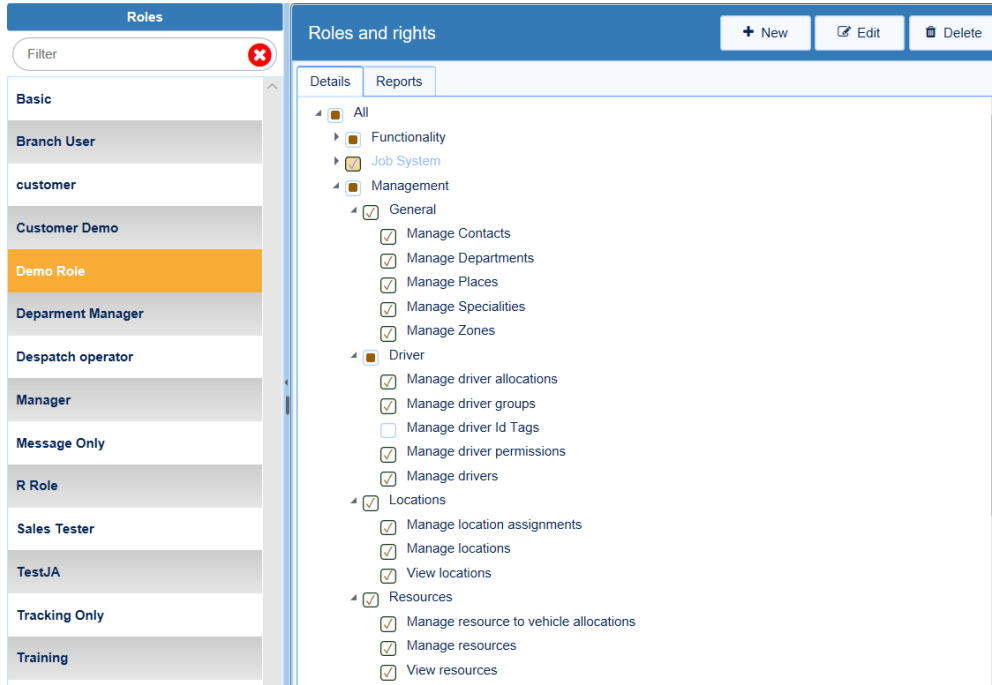 Roles
Filter
Basic
Branch User
customer
Customer Demo
Demo Role
Deparment Manager
Despatch operator
Manager
Message Only
R Role
Sales Tester
TestJA
Tracking Only
Training
Roles and rights
New
Edit
Delete
Details
Reports
All
Functionality
Job System
Management
General
Manage Contacts
Manage Departments
Manage Places
Manage Specialities
Manage Zones
Driver
Manage driver allocations
Manage driver groups
Manage driver Id Tags
Manage driver permissions
Manage drivers
Locations
Manage location assignments
Manage locations
View locations
Resources
Manage resource to vehicle allocations
Manage resources
View resources